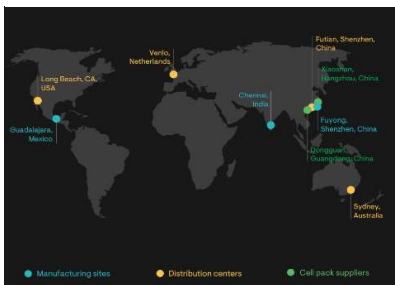 Futian, Shenzhen,
China
Venlo,
Netherlands
Xiaoshan,
Hangzhou, China
Long Beach, CA,
USA
Chennai,
India
Guadalajara,
Mexico
Fuyong,
Shenzhen, China
Dongguan,
Guangdong, China
Sydney,
Australia
Manufacturing sites
Distribution centers
Cell pack suppliers